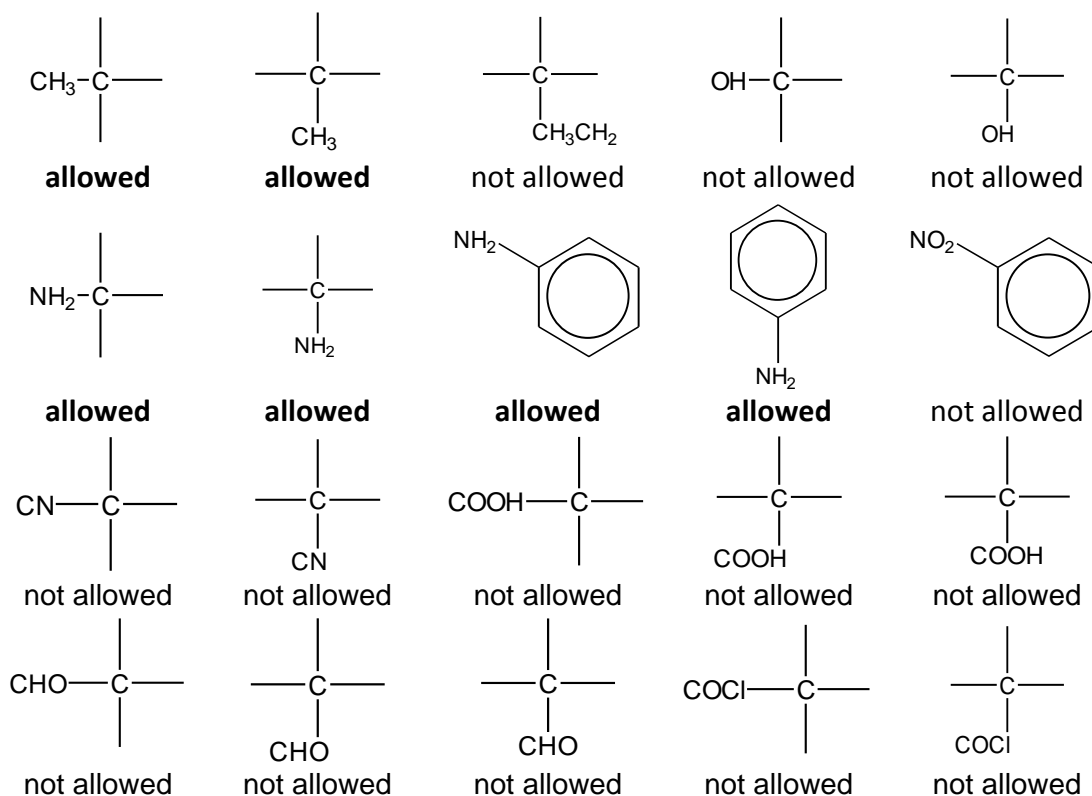 CH₃ C C C OH C C
CH₃ CH₃CH₂ OH
allowed allowed not allowed not allowed not allowed
NH₂ NO₂
NH₂ C C
NH₂
NH₂
allowed allowed allowed allowed not allowed
CN C C COOH C C C
CN COOH COOH
not allowed not allowed not allowed not allowed not allowed
CHO C C C COCl C C
CHO CHO COCl
not allowed not allowed not allowed not allowed not allowed